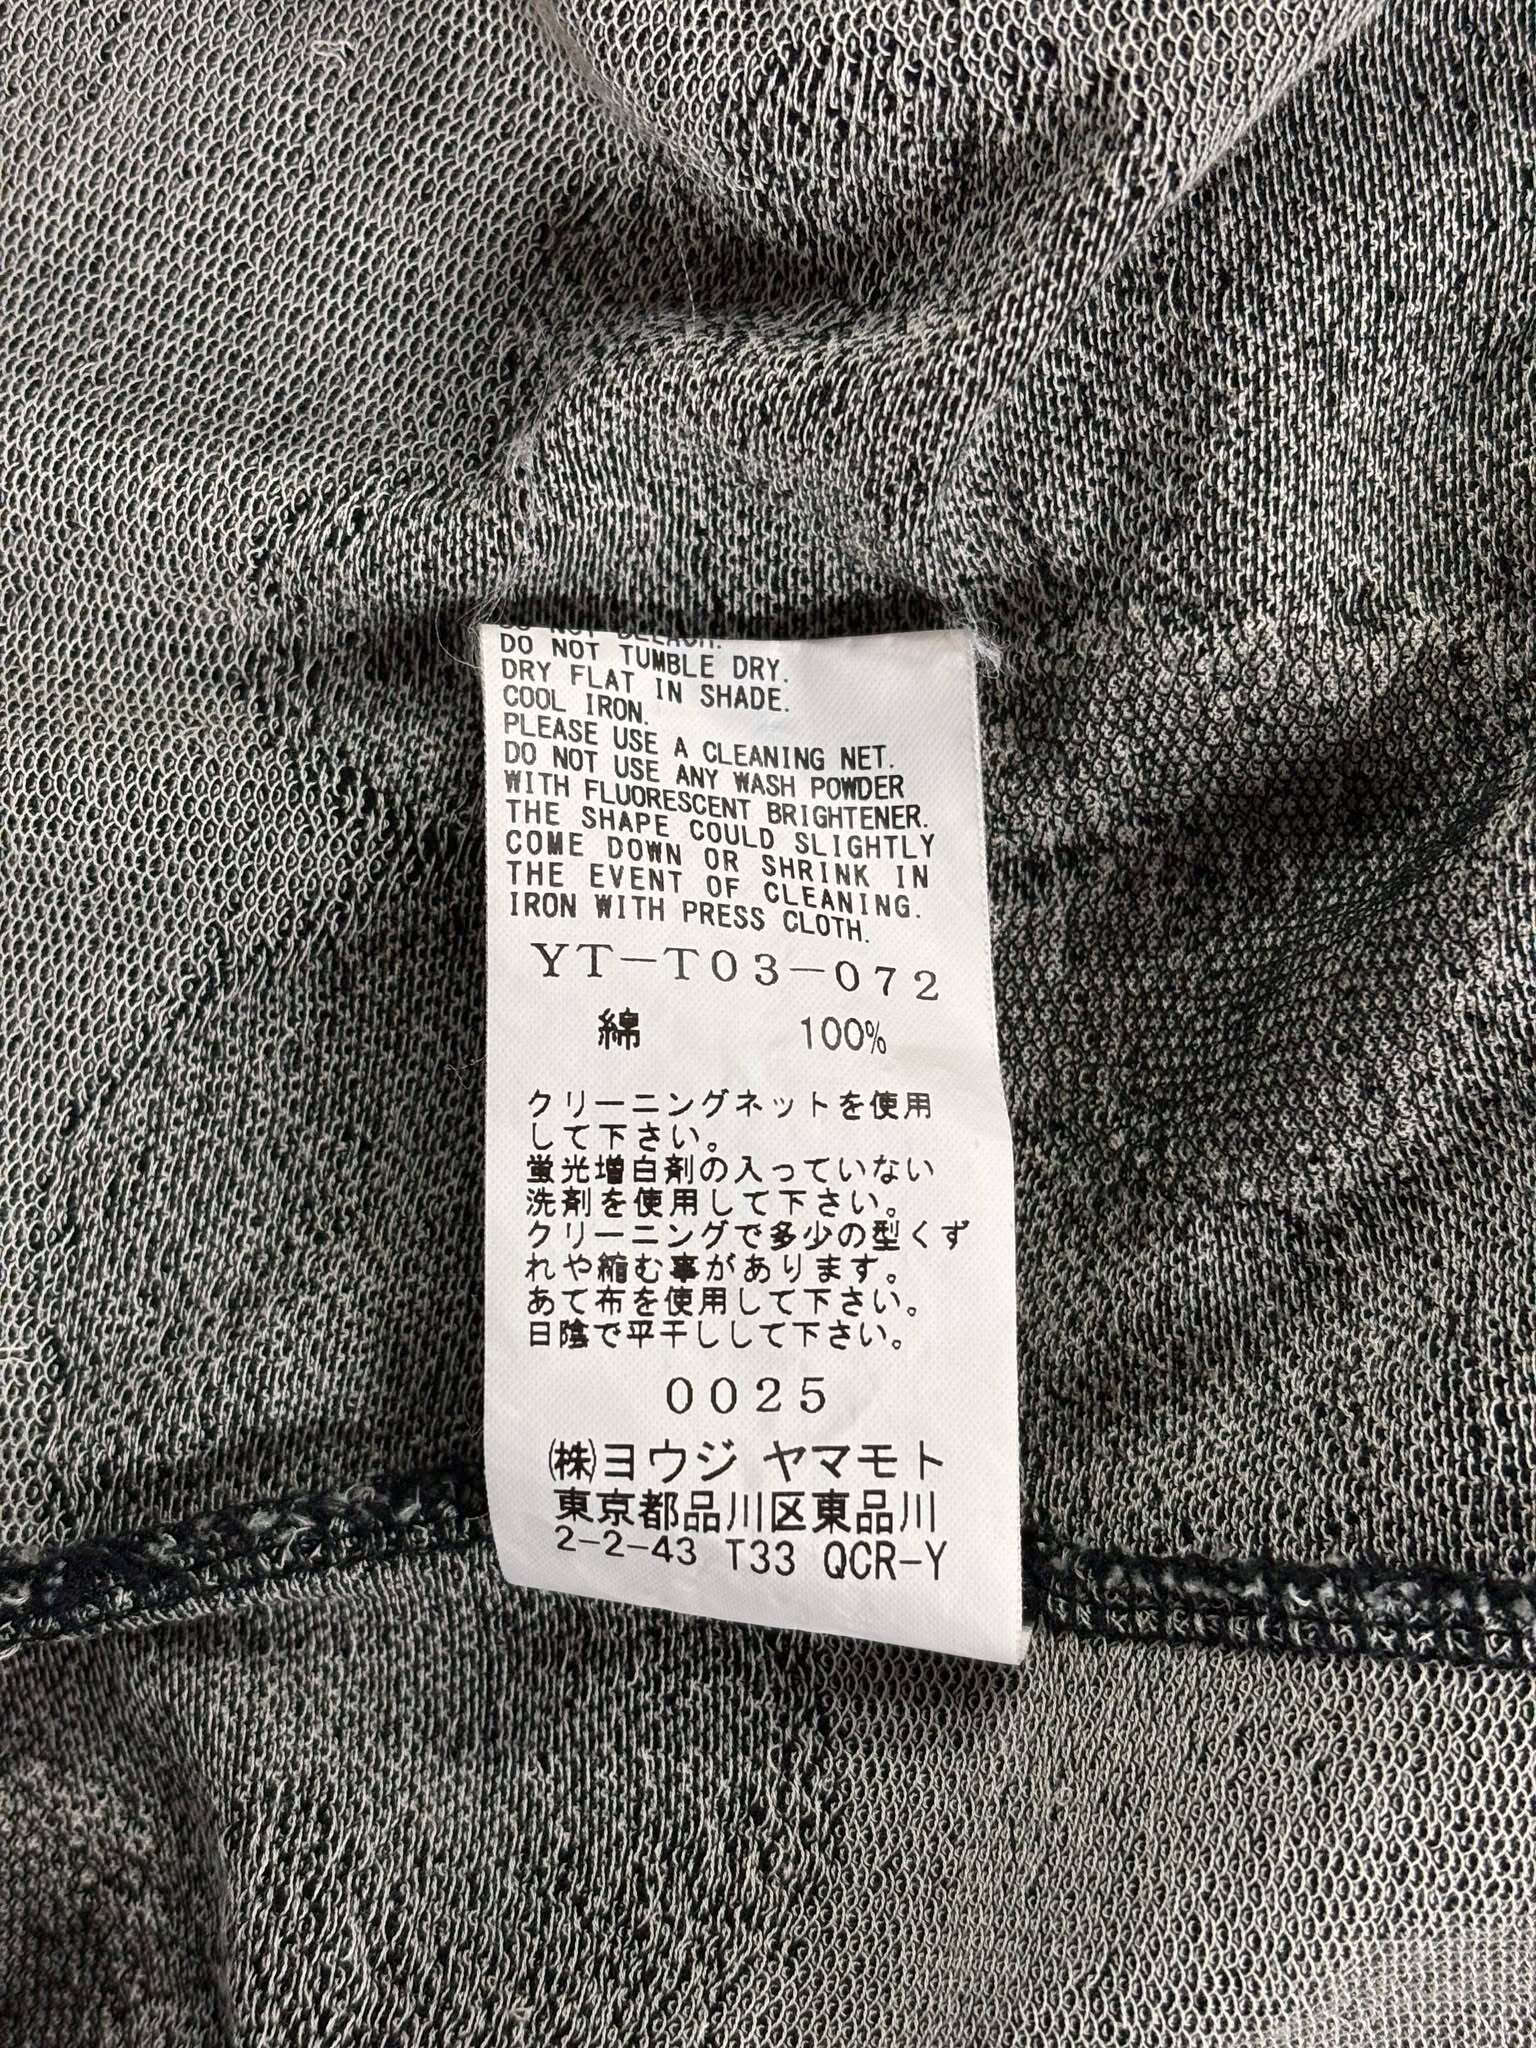 DO NOT BLEACH.
DO NOT TUMBLE DRY.
DRY FLAT IN SHADE.
COOL IRON.
PLEASE USE A CLEANING NET.
DO NOT USE ANY WASH POWDER
WITH FLUORESCENT BRIGHTENER.
THE SHAPE COULD SLIGHTLY
COME DOWN OR SHRINK IN
THE EVENT OF CLEANING.
IRON WITH PRESS CLOTH.
YT-T03-072
綿 100%
クリーニングネットを使用
して下さい。
蛍光増白剤の入っていない
洗剤を使用して下さい。
クリーニングで多少の型くず
れや縮む事があります。
あて布を使用して下さい。
日陰で平干しして下さい。
0025
㈱ヨウジ ヤマモト
東京都品川区東品川
2-2-43 T33 QCR-Y